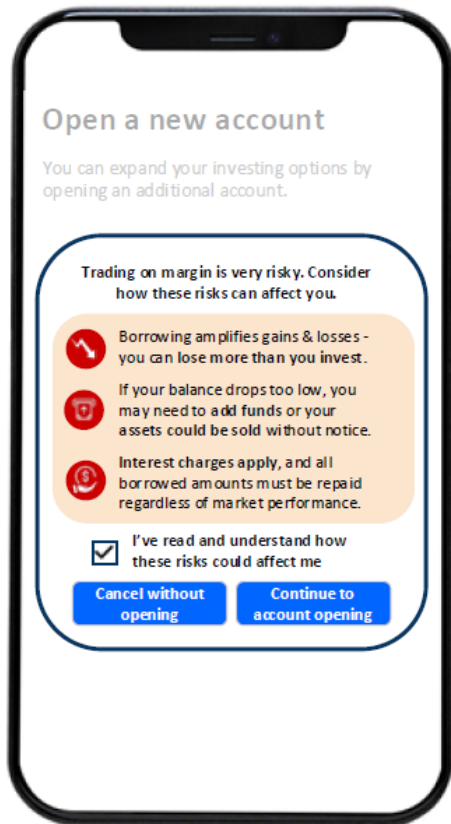 Open a new account
You can expand your investing options by
opening an additional account.
Trading on margin is very risky. Consider
how these risks can affect you.
Borrowing amplifies gains & losses -
you can lose more than you invest.
If your balance drops too low, you
may need to add funds or your
assets could be sold without notice.
Interest charges apply, and all
borrowed amounts must be repaid
regardless of market performance.
I've read and understand how
these risks could affect me
Cancel without
opening
Continue to
account opening